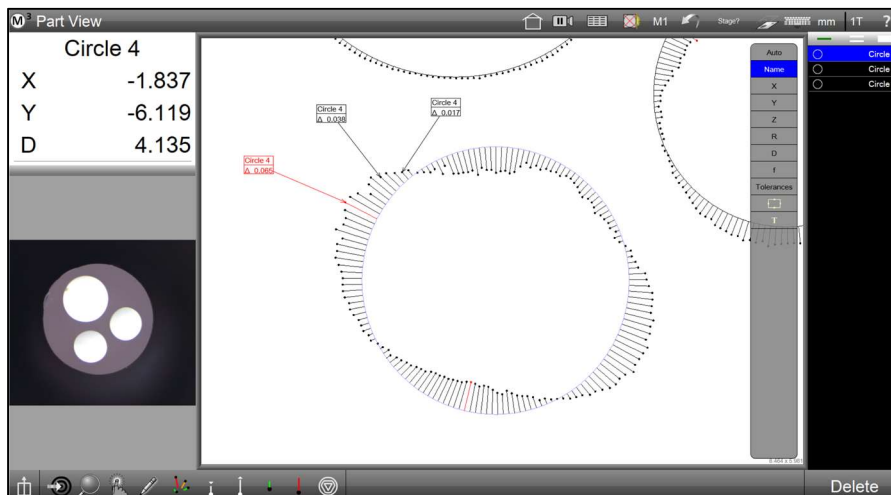 M3 Part View
M1
Stage?
mm
1T
?
Circle 4
X -1.837
Y -6.119
D 4.135
Circle 4
Δ 0.038
Circle 4
Δ 0.017
Circle 4
Δ 0.065
Auto
Name
X
Y
Z
R
D
f
Tolerances
T
Circle
Circle
Circle
Delete